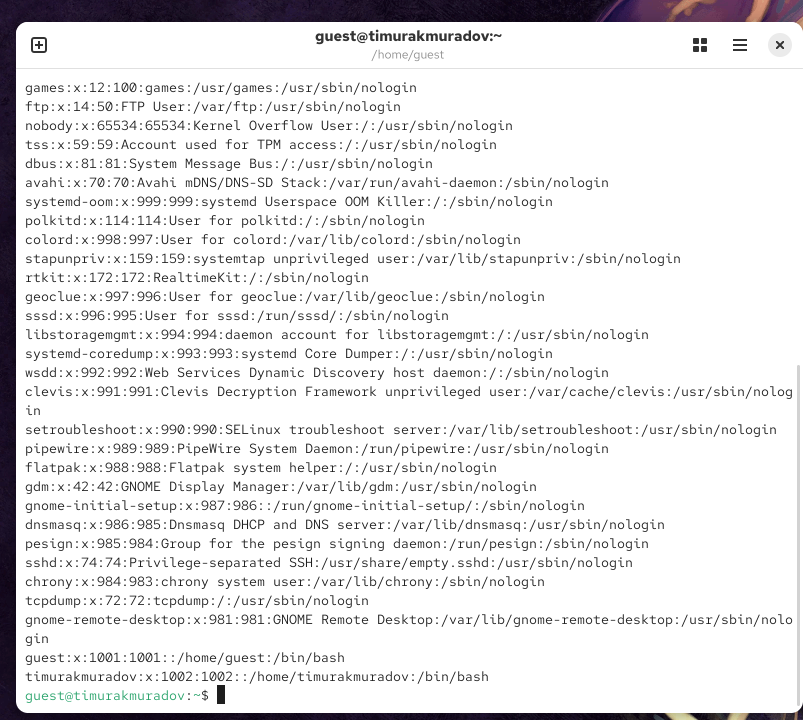 guest@timurakmuradov:~
/home/guest
games:x:12:100:games:/usr/games:/usr/sbin/nologin
ftp:x:14:50:FTP User:/var/ftp:/usr/sbin/nologin
nobody:x:65534:65534:Kernel Overflow User:/:/usr/sbin/nologin
tss:x:59:59:Account used for TPM access:/:/usr/sbin/nologin
dbus:x:81:81:System Message Bus:/:/usr/sbin/nologin
avahi:x:70:70:Avahi mDNS/DNS-SD Stack:/var/run/avahi-daemon:/sbin/nologin
systemd-oom:x:999:999:systemd Userspace OOM Killer:/:/sbin/nologin
polkitd:x:114:114:User for polkitd:/:/sbin/nologin
colord:x:998:997:User for colord:/var/lib/colord:/sbin/nologin
stapunpriv:x:159:159:systemtap unprivileged user:/var/lib/stapunpriv:/sbin/nologin
rtkit:x:172:172:RealtimeKit:/:/sbin/nologin
geoclue:x:997:996:User for geoclue:/var/lib/geoclue:/sbin/nologin
sssd:x:996:995:User for sssd:/run/sssd/:/sbin/nologin
libstoragemgmt:x:994:994:daemon account for libstoragemgmt:/:/usr/sbin/nologin
systemd-coredump:x:993:993:systemd Core Dumper:/:/usr/sbin/nologin
wsdd:x:992:992:Web Services Dynamic Discovery host daemon:/:/sbin/nologin
clevis:x:991:991:Clevis Decryption Framework unprivileged user:/var/cache/clevis:/usr/sbin/nolog
in
setroubleshoot:x:990:990:SELinux troubleshoot server:/var/lib/setroubleshoot:/usr/sbin/nologin
pipewire:x:989:989:PipeWire System Daemon:/run/pipewire:/usr/sbin/nologin
flatpak:x:988:988:Flatpak system helper:/:/usr/sbin/nologin
gdm:x:42:42:GNOME Display Manager:/var/lib/gdm:/usr/sbin/nologin
gnome-initial-setup:x:987:986::/run/gnome-initial-setup/:/sbin/nologin
dnsmasq:x:986:985:Dnsmasq DHCP and DNS server:/var/lib/dnsmasq:/usr/sbin/nologin
pesign:x:985:984:Group for the pesign signing daemon:/run/pesign:/sbin/nologin
sshd:x:74:74:Privilege-separated SSH:/usr/share/empty.sshd:/usr/sbin/nologin
chrony:x:984:983:chrony system user:/var/lib/chrony:/sbin/nologin
tcpdump:x:72:72:tcpdump:/:/usr/sbin/nologin
gnome-remote-desktop:x:981:981:GNOME Remote Desktop:/var/lib/gnome-remote-desktop:/usr/sbin/nolo
gin
guest:x:1001:1001::/home/guest:/bin/bash
timurakmuradov:x:1002:1002::/home/timurakmuradov:/bin/bash
guest@timurakmuradov:~$